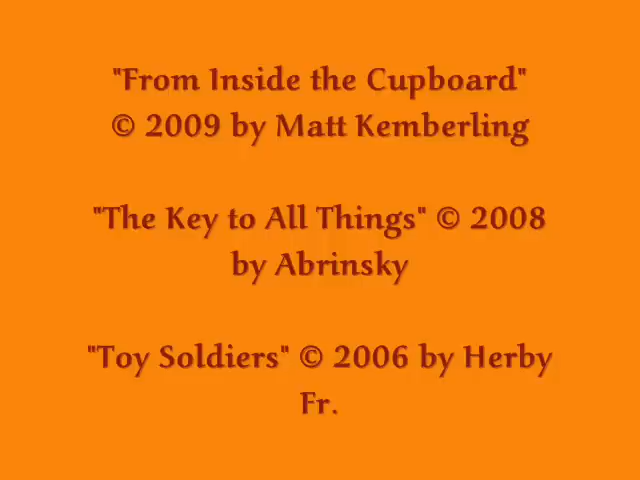 "From Inside the Cupboard"
© 2009 by Matt Kemberling
"The Key to All Things" © 2008
by Abrinsky
"Toy Soldiers" © 2006 by Herby
Fr.